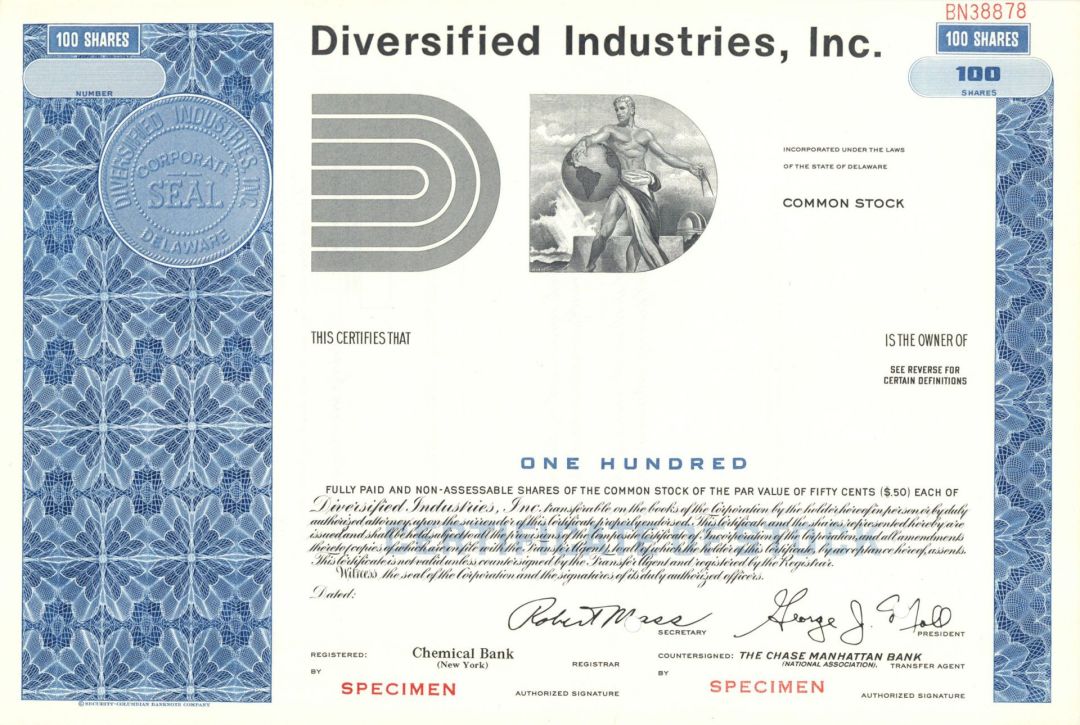 BN38878
100 SHARES
100 SHARES
Diversified Industries, Inc.
100
NUMBER
SHARES
DIVERSIFIED INDUSTRIES, INC.
CORPORATE
SEAL
DELAWARE
INCORPORATED UNDER THE LAWS
OF THE STATE OF DELAWARE
COMMON STOCK
THIS CERTIFIES THAT
IS THE OWNER OF
SEE REVERSE FOR
CERTAIN DEFINITIONS
ONE HUNDRED
FULLY PAID AND NON-ASSESSABLE SHARES OF THE COMMON STOCK OF THE PAR VALUE OF FIFTY CENTS ($.50) EACH OF
Diversified Industries, Inc. transferable on the books of the Corporation by the holder hereof in person, or by duly
authorized attorney, upon the surrender of this Certificate properly endorsed. This Certificate and the shares represented hereby are
issued and shall be held, subject to all the provisions of the Composite Certificate of Incorporation of the Corporation, and all amendments
thereto (copies of which are on file with the Transfer Agent), to all of which the holder of this Certificate, by acceptance hereof, assents.
This Certificate is not valid unless countersigned by the Transfer Agent and registered by the Registrar.
Witness the seal of the Corporation and the signatures of its duly authorized officers.
Dated:
Robert Mass
SECRETARY
George J.
PRESIDENT
REGISTERED:
Chemical Bank
(New York)
REGISTRAR
BY
SPECIMEN
AUTHORIZED SIGNATURE
COUNTERSIGNED: THE CHASE MANHATTAN BANK
(NATIONAL ASSOCIATION), TRANSFER AGENT
BY
SPECIMEN
AUTHORIZED SIGNATURE
© SECURITY-COLUMBIAN BANKNOTE COMPANY